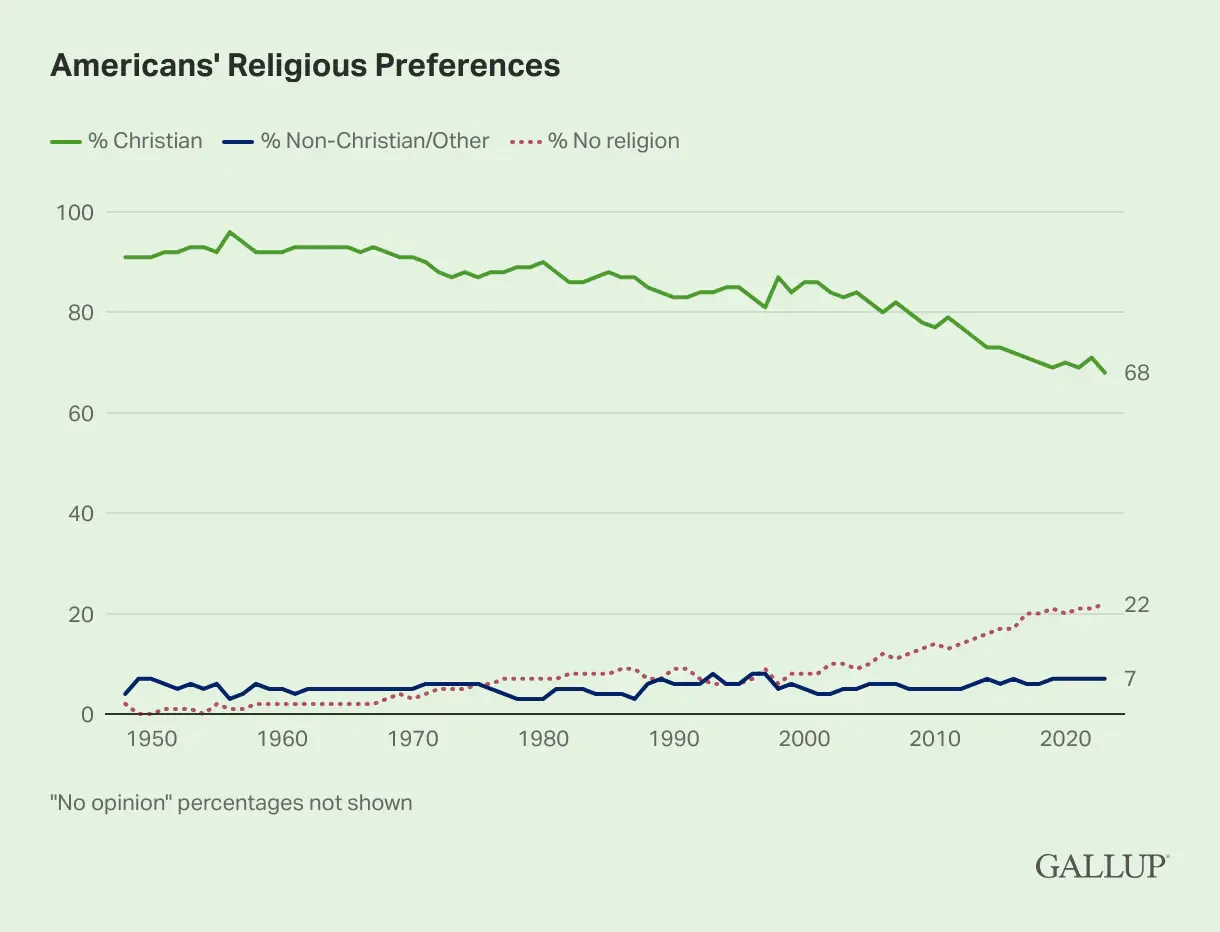 Americans' Religious Preferences
% Christian % Non-Christian/Other % No religion
100
80
68
60
40
22
20
7
0
1950 1960 1970 1980 1990 2000 2010 2020
"No opinion" percentages not shown
GALLUP